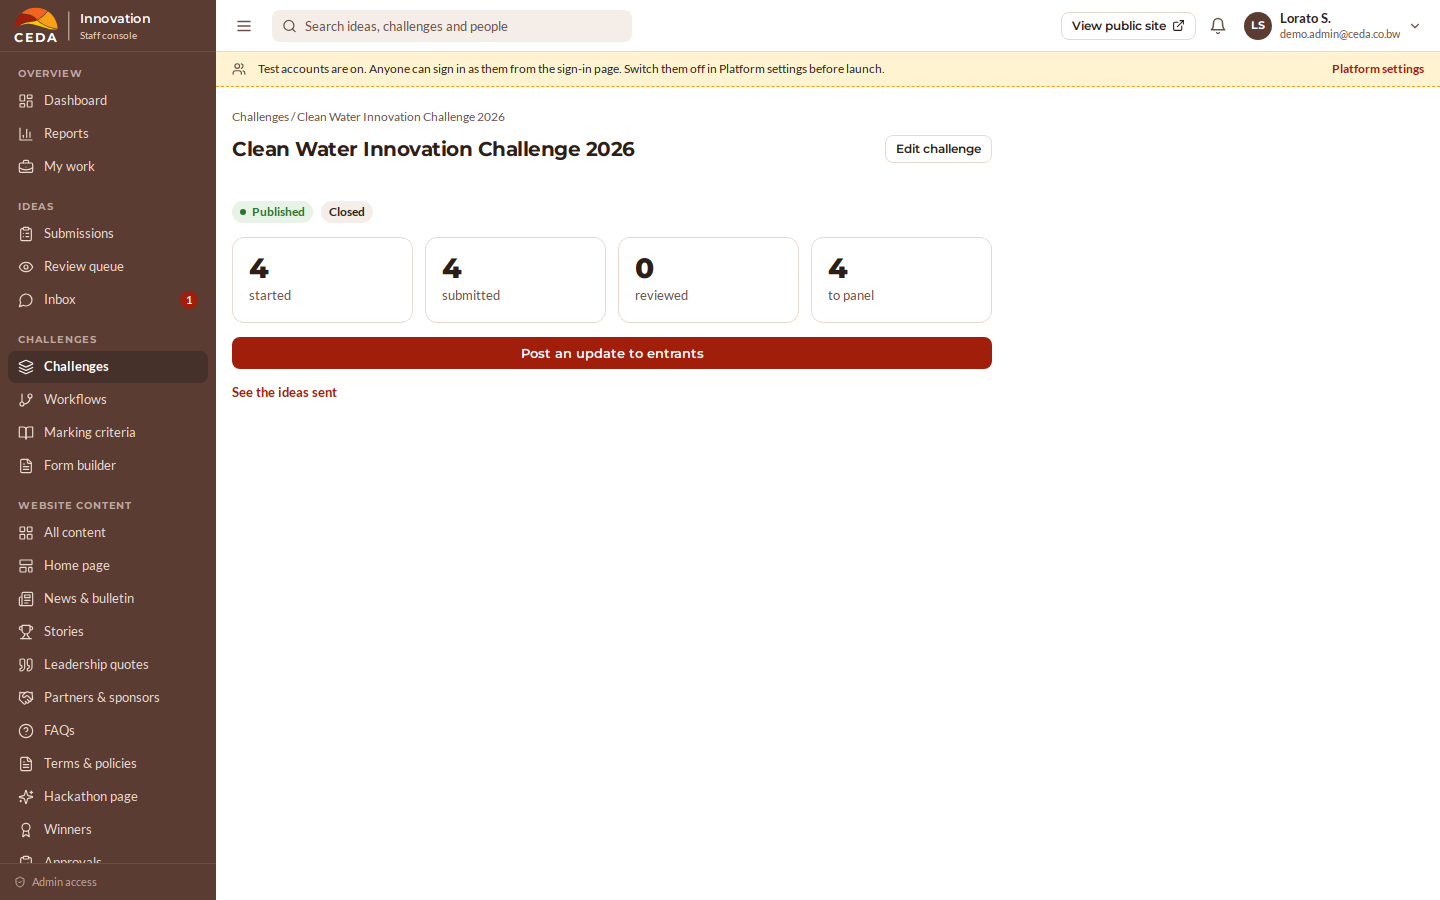 CEDA
Innovation
Staff console
Search ideas, challenges and people
View public site
LS
Lorato S.
demo.admin@ceda.co.bw
Test accounts are on. Anyone can sign in as them from the sign-in page. Switch them off in Platform settings before launch.
Platform settings
OVERVIEW
Dashboard
Reports
My work
IDEAS
Submissions
Review queue
Inbox
1
CHALLENGES
Challenges
Workflows
Marking criteria
Form builder
WEBSITE CONTENT
All content
Home page
News & bulletin
Stories
Leadership quotes
Partners & sponsors
FAQs
Terms & policies
Hackathon page
Winners
Approvals
Admin access
Challenges / Clean Water Innovation Challenge 2026
Clean Water Innovation Challenge 2026
Edit challenge
Published
Closed
4
started
4
submitted
0
reviewed
4
to panel
Post an update to entrants
See the ideas sent